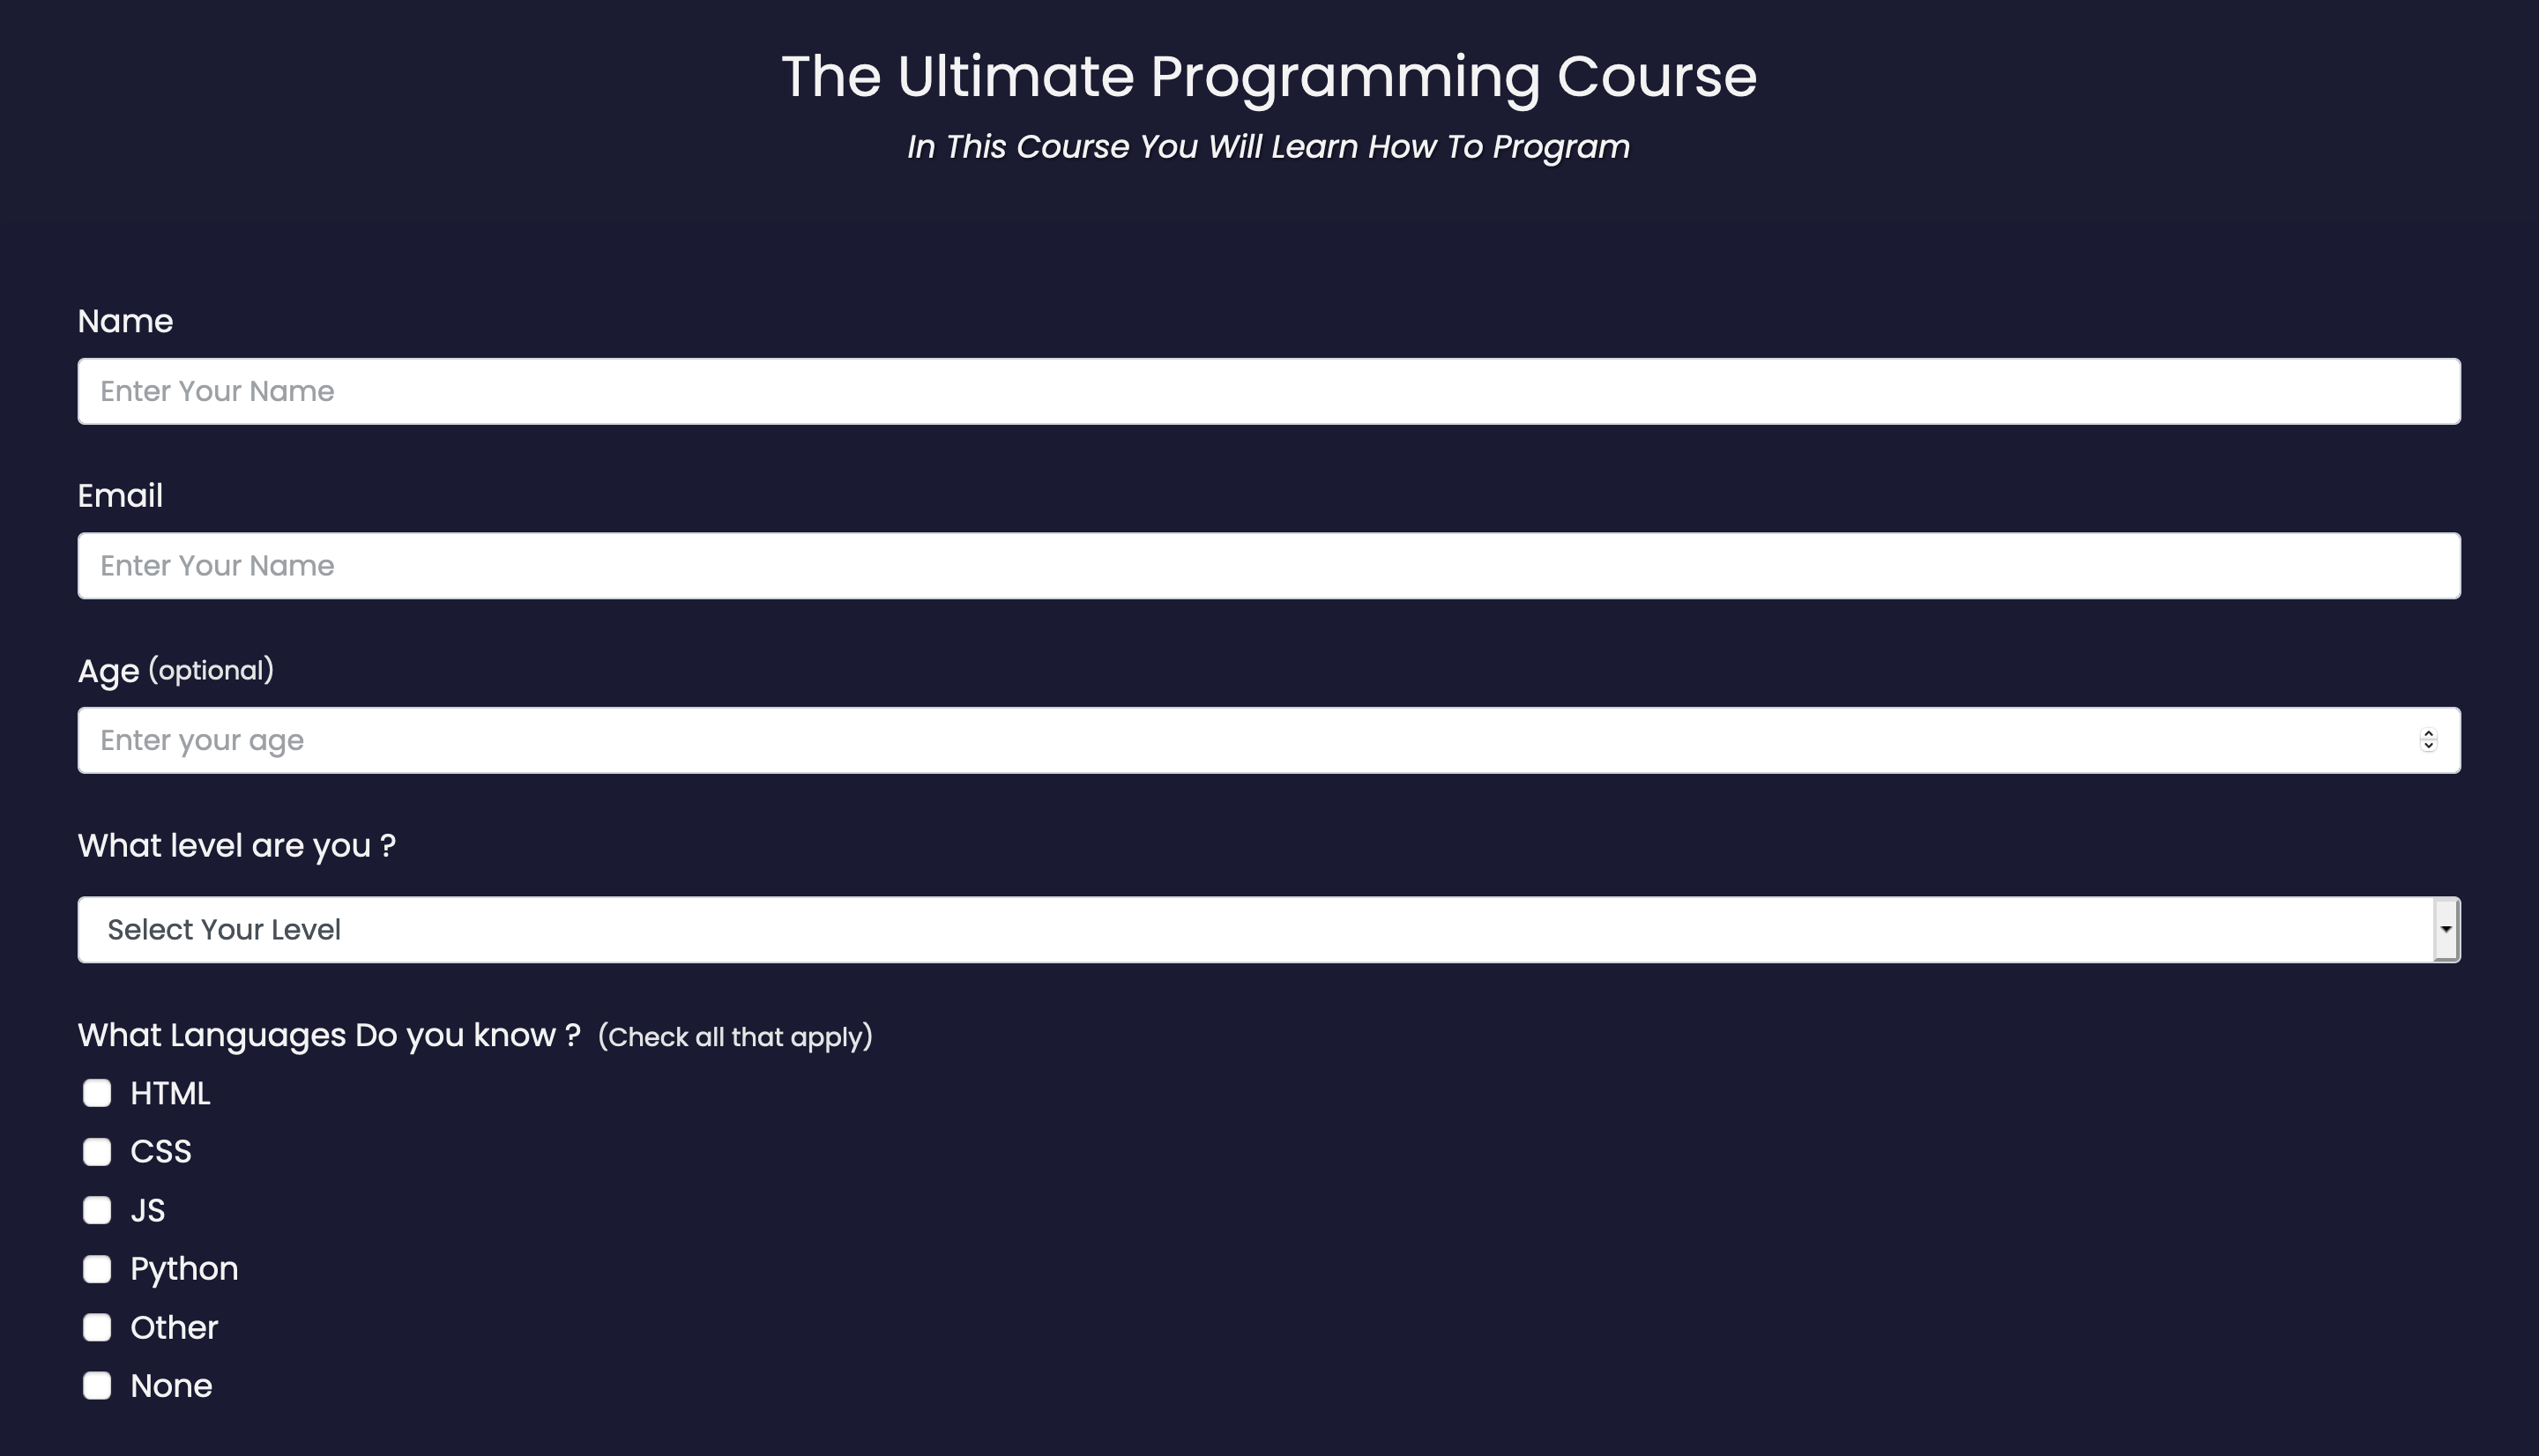 The Ultimate Programming Course
In This Course You Will Learn How To Program
Name
Enter Your Name
Email
Enter Your Name
Age (optional)
Enter your age
What level are you ?
Select Your Level
What Languages Do you know ? (Check all that apply)
HTML
CSS
JS
Python
Other
None